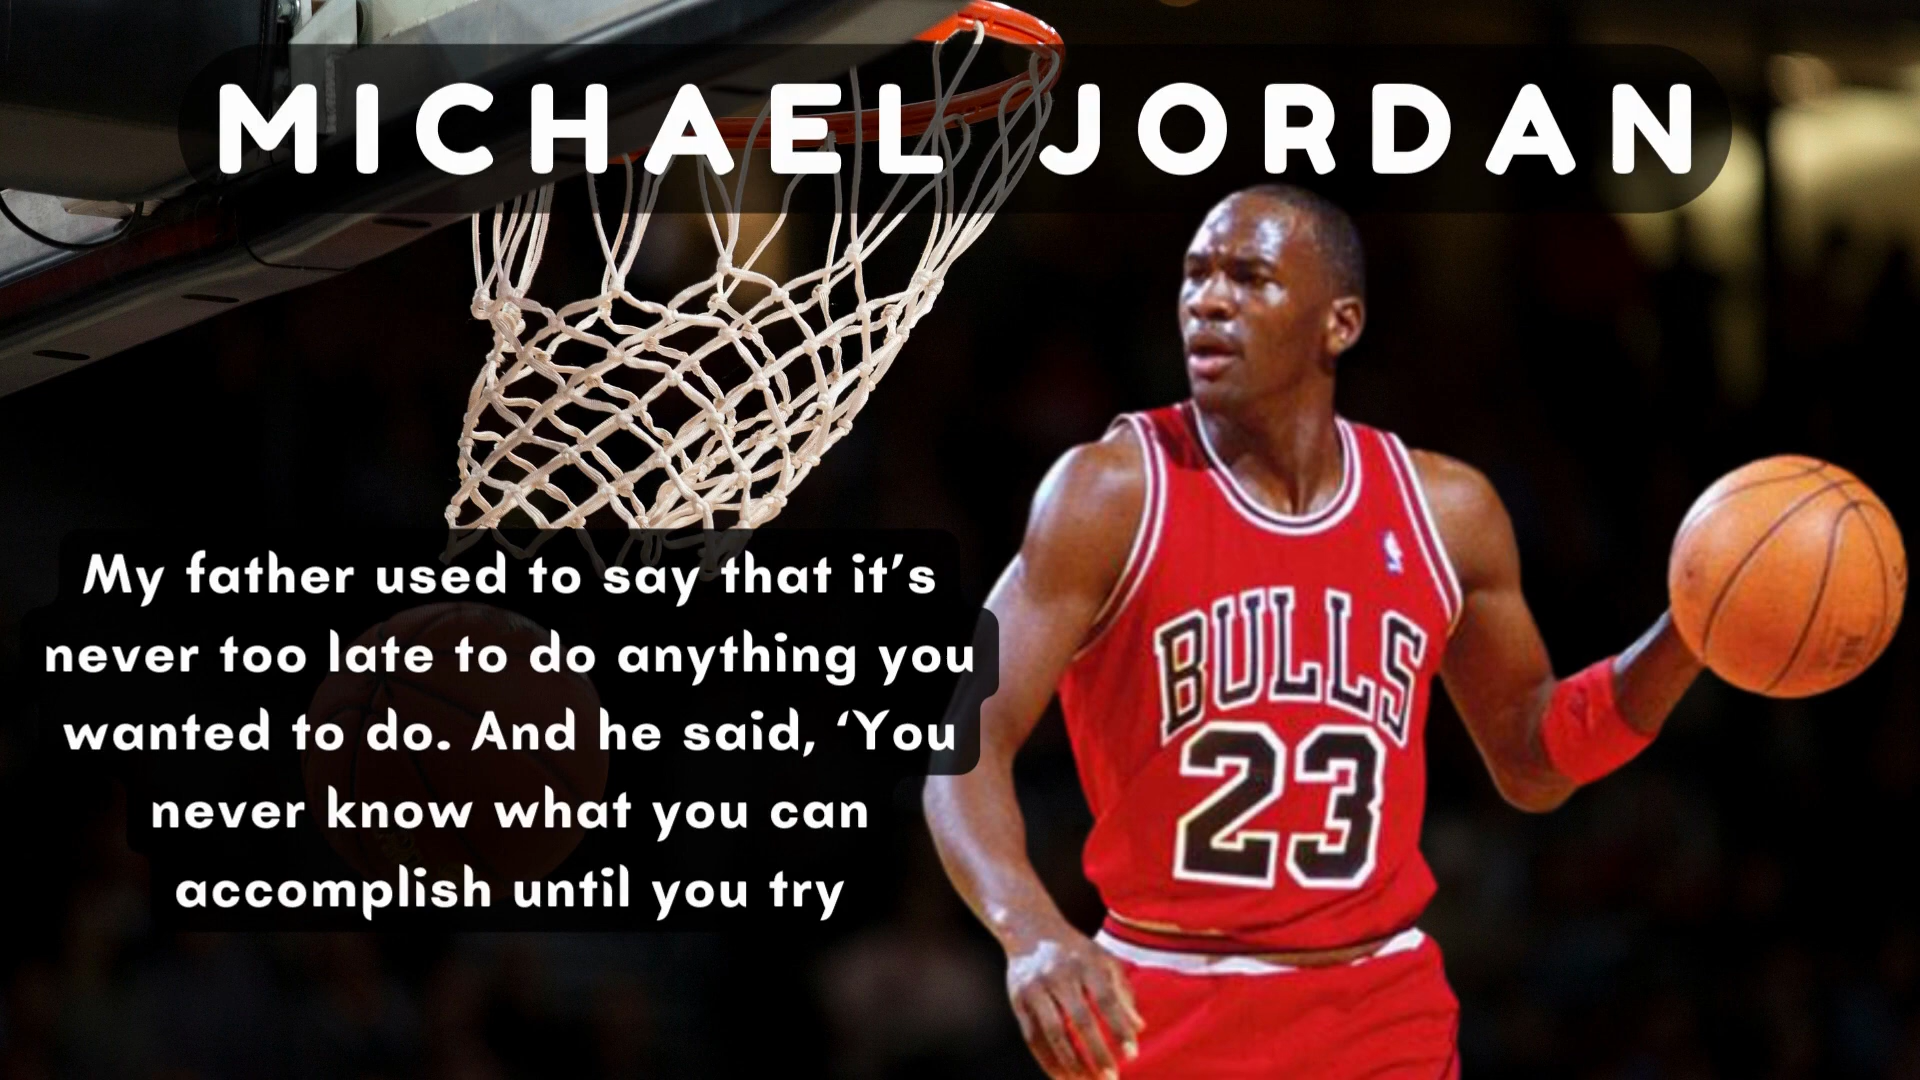 MICHAEL JORDAN
My father used to say that it’s
never too late to do anything you
wanted to do. And he said, ‘You
never know what you can
accomplish until you try
BULLS
23